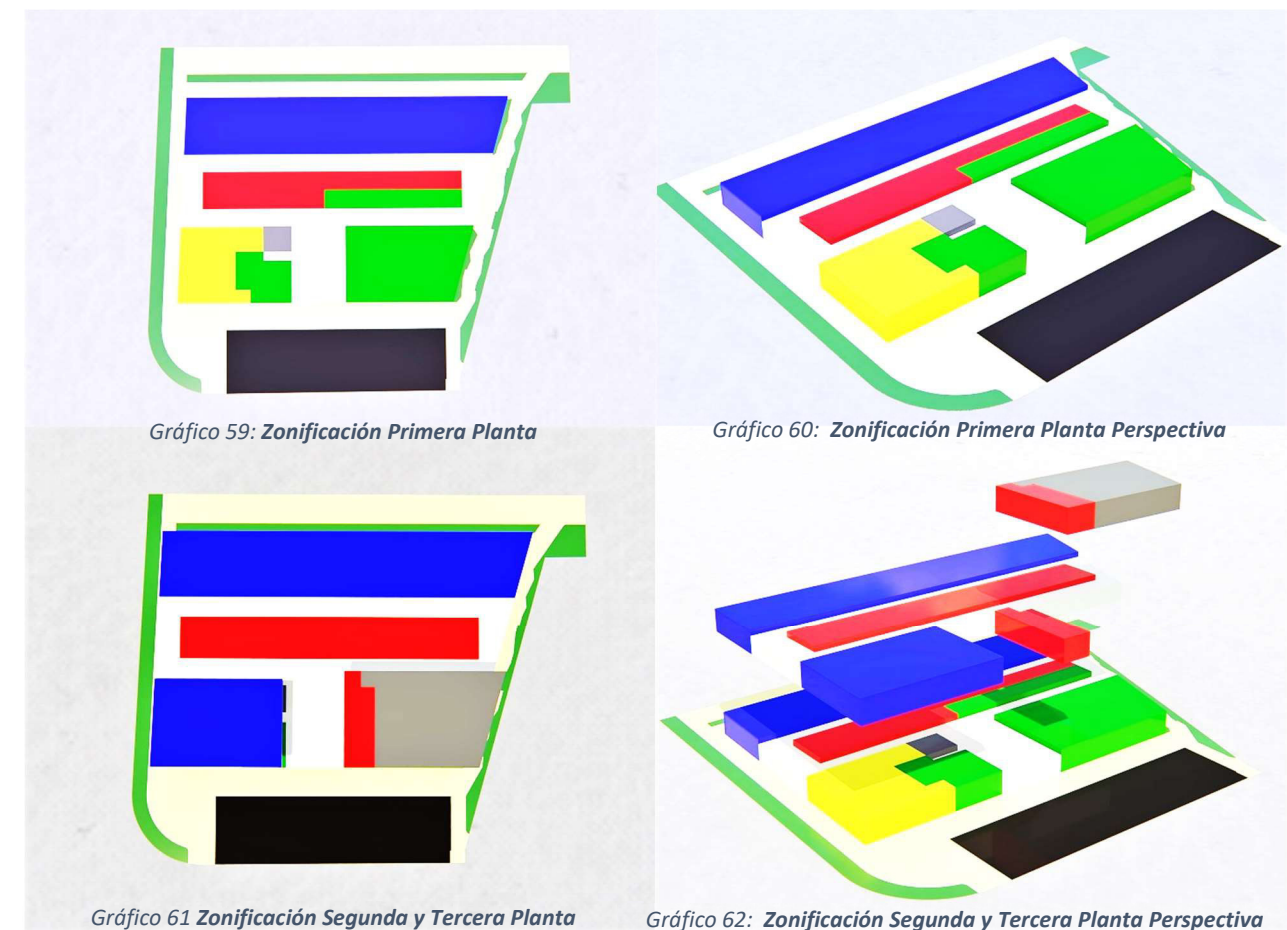 Gráfico 59: Zonificación Primera Planta
Gráfico 60: Zonificación Primera Planta Perspectiva
Gráfico 61 Zonificación Segunda y Tercera Planta
Gráfico 62: Zonificación Segunda y Tercera Planta Perspectiva